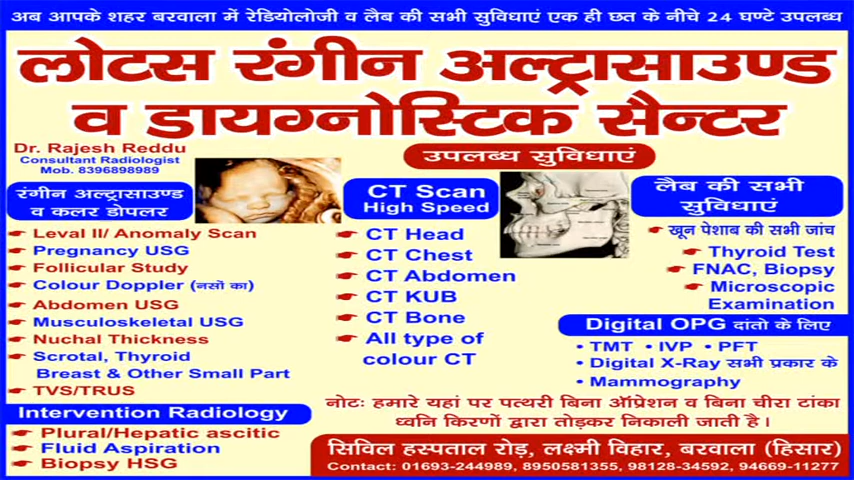 अब आपके शहर बरवाला में रेडियोलोजी व लैब की सभी सुविधाएं एक ही छत के नीचे 24 घण्टे उपलब्ध
लोटस रंगीन अल्ट्रासाउण्ड
व डायग्नोस्टिक सैन्टर
Dr. Rajesh Reddu
Consultant Radiologist
Mob. 8396898989
उपलब्ध सुविधाएं
रंगीन अल्ट्रासाउण्ड
व कलर डोपलर
Leval II/ Anomaly Scan
Pregnancy USG
Follicular Study
Colour Doppler (नसों का)
Abdomen USG
Musculoskeletal USG
Nuchal Thickness
Scrotal, Thyroid
Breast & Other Small Part
TVS/TRUS
Intervention Radiology
Plural/Hepatic ascitic
Fluid Aspiration
Biopsy HSG
CT Scan
High Speed
CT Head
CT Chest
CT Abdomen
CT KUB
CT Bone
All type of
colour CT
लैब की सभी
सुविधाएं
खून पेशाब की सभी जांच
Thyroid Test
FNAC, Biopsy
Microscopic
Examination
Digital OPG दांतो के लिए
• TMT • IVP • PFT
• Digital X-Ray सभी प्रकार के
• Mammography
नोटः हमारे यहां पर पत्थरी बिना ऑप्रेशन व बिना चीरा टांका
ध्वनि किरणों द्वारा तोड़कर निकाली जाती है।
सिविल हस्पताल रोड़, लक्ष्मी विहार, बरवाला (हिसार)
Contact: 01693-244989, 8950581355, 98128-34592, 94669-11277